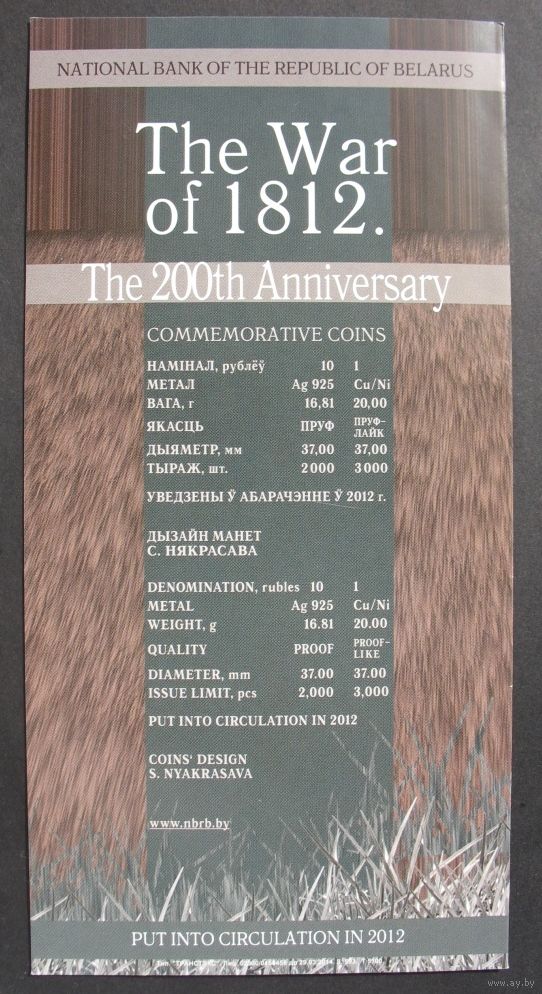 NATIONAL BANK OF THE REPUBLIC OF BELARUS
The War
of 1812.
The 200th Anniversary
COMMEMORATIVE COINS
НАМІНАЛ, рублёў 10 1
МЕТАЛ Ag 925 Cu/Ni
ВАГА, г 16,81 20,00
ЯКАСЦЬ ПРУФ ПРУФ-
ЛАЙК
ДЫЯМЕТР, мм 37,00 37,00
ТЫРАЖ, шт. 2000 3000
УВЕДЗЕНЫ Ў АБАРАЧЭННЕ Ў 2012 г.
ДЫЗАЙН МАНЕТ
С. НЯКРАСАВА
DENOMINATION, rubles 10 1
METAL Ag 925 Cu/Ni
WEIGHT, g 16.81 20.00
QUALITY PROOF PROOF-
LIKE
DIAMETER, mm 37.00 37.00
ISSUE LIMIT, pcs 2,000 3,000
PUT INTO CIRCULATION IN 2012
COINS' DESIGN
S. NYAKRASAVA
www.nbrb.by
PUT INTO CIRCULATION IN 2012
www.ay.by